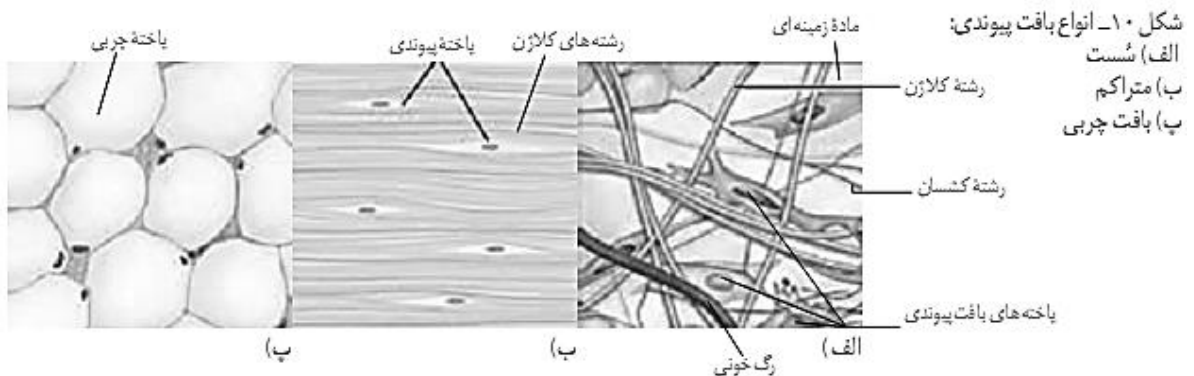 شکل ۱۰ـ انواع بافت پیوندی:
الف) سُست
ب) متراکم
پ) بافت چربی
مادهٔ زمینه‌ای
رشتهٔ کلاژن
رشتهٔ کشسان
یاخته‌های بافت پیوندی
رگ خونی
الف)
رشته‌های کلاژن
یاختهٔ پیوندی
ب)
یاختهٔ چربی
پ)